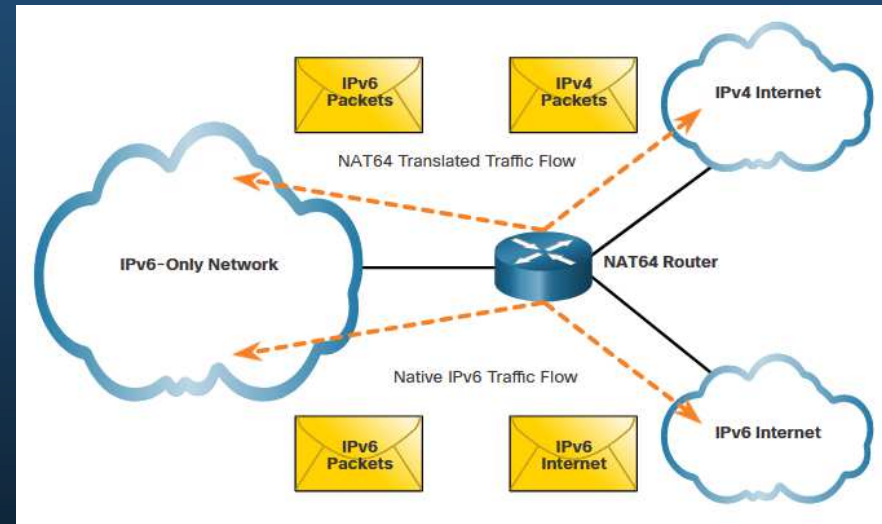 IPv6
Packets
IPv4
Packets
IPv4 Internet
NAT64 Translated Traffic Flow
IPv6-Only Network
NAT64 Router
Native IPv6 Traffic Flow
IPv6
Packets
IPv6
Internet
IPv6 Internet